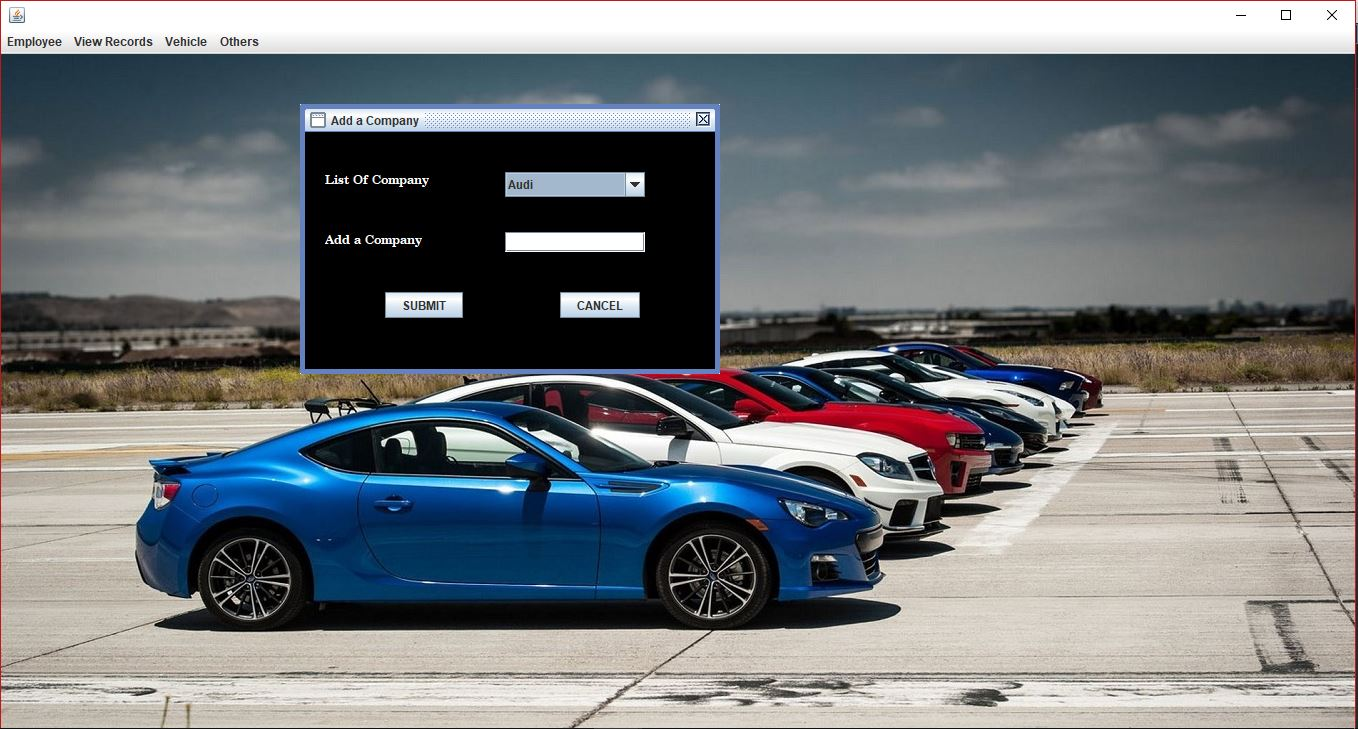 Employee View Records Vehicle Others
Add a Company
List Of Company Audi
Add a Company
SUBMIT CANCEL